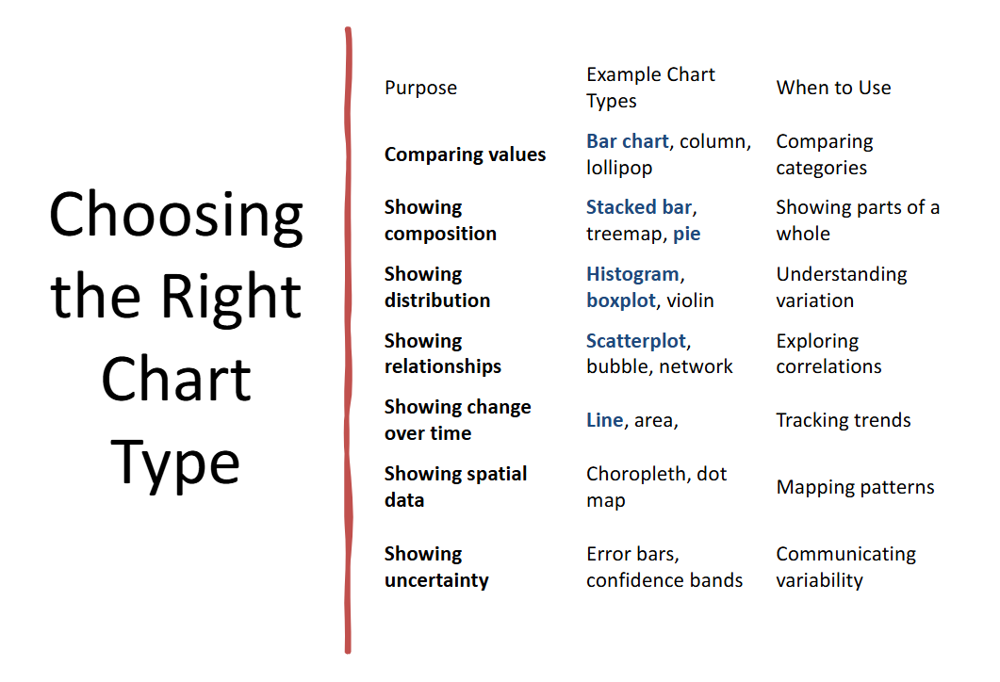 Choosing
the Right
Chart
Type
Purpose
Example Chart
Types
When to Use
Comparing values
Bar chart, column,
lollipop
Comparing
categories
Showing
composition
Stacked bar,
treemap, pie
Showing parts of a
whole
Showing
distribution
Histogram,
boxplot, violin
Understanding
variation
Showing
relationships
Scatterplot,
bubble, network
Exploring
correlations
Showing change
over time
Line, area,
Tracking trends
Showing spatial
data
Choropleth, dot
map
Mapping patterns
Showing
uncertainty
Error bars,
confidence bands
Communicating
variability